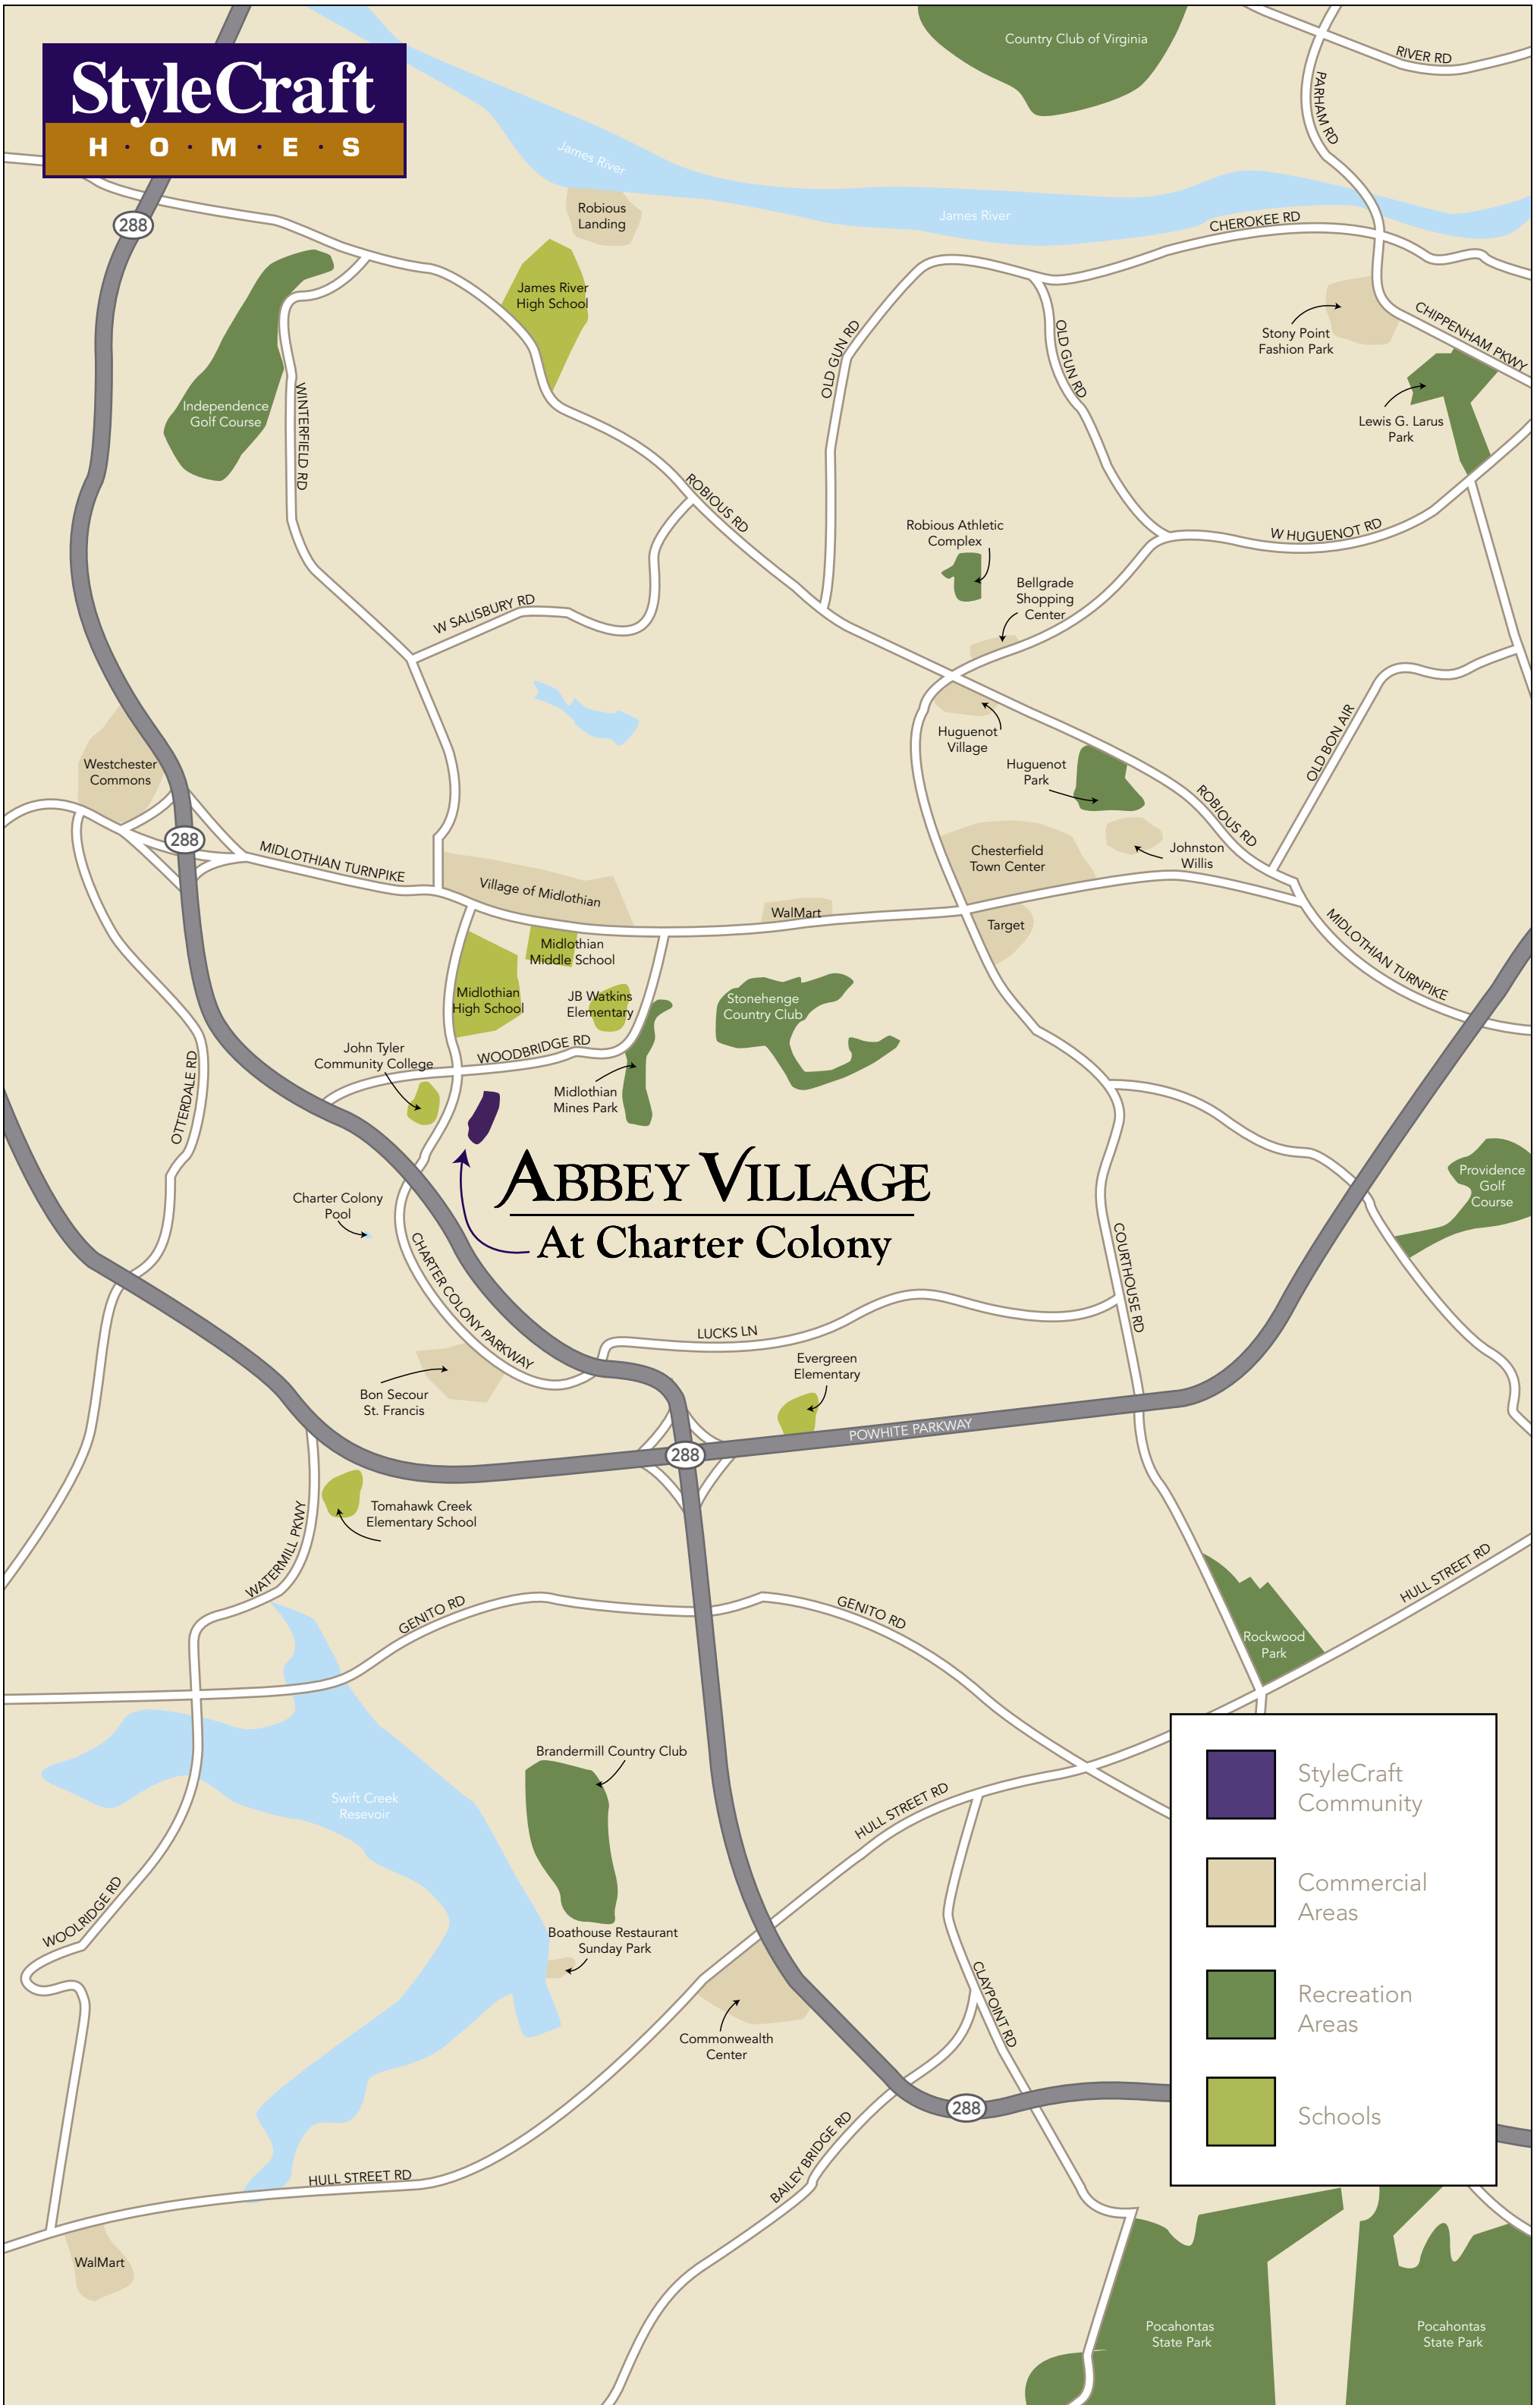 Country Club of Virginia
RIVER RD
PARHAM RD
StyleCraft
H · O · M · E · S
James River
James River
Robious
Landing
288
CHEROKEE RD
James River
High School
Stony Point
Fashion Park
CHIPPENHAM PKWY
OLD GUN RD
OLD GUN RD
Independence
Golf Course
WINTERFIELD RD
Lewis G. Larus
Park
ROBIOUS RD
Robious Athletic
Complex
W HUGUENOT RD
Bellgrade
Shopping
Center
W SALISBURY RD
Huguenot
Village
Huguenot
Park
OLD BON AIR
Westchester
Commons
288
ROBIOUS RD
MIDLOTHIAN TURNPIKE
Chesterfield
Town Center
Johnston
Willis
Village of Midlothian
WalMart
Target
MIDLOTHIAN TURNPIKE
Midlothian
Middle School
Midlothian
High School
JB Watkins
Elementary
Stonehenge
Country Club
WOODBRIDGE RD
John Tyler
Community College
OTTERDALE RD
Midlothian
Mines Park
ABBEY VILLAGE
At Charter Colony
Charter Colony
Pool
Providence
Golf
Course
CHARTER COLONY PARKWAY
COURTHOUSE RD
LUCKS LN
Evergreen
Elementary
Bon Secour
St. Francis
POWHITE PARKWAY
288
Tomahawk Creek
Elementary School
WATERMILL PKWY
HULL STREET RD
GENITO RD
GENITO RD
Rockwood
Park
Brandermill Country Club
Swift Creek
Resevoir
HULL STREET RD
StyleCraft
Community
Commercial
Areas
Recreation
Areas
Schools
WOOLRIDGE RD
Boathouse Restaurant
Sunday Park
CLAYPOINT RD
Commonwealth
Center
288
BAILEY BRIDGE RD
HULL STREET RD
WalMart
Pocahontas
State Park
Pocahontas
State Park